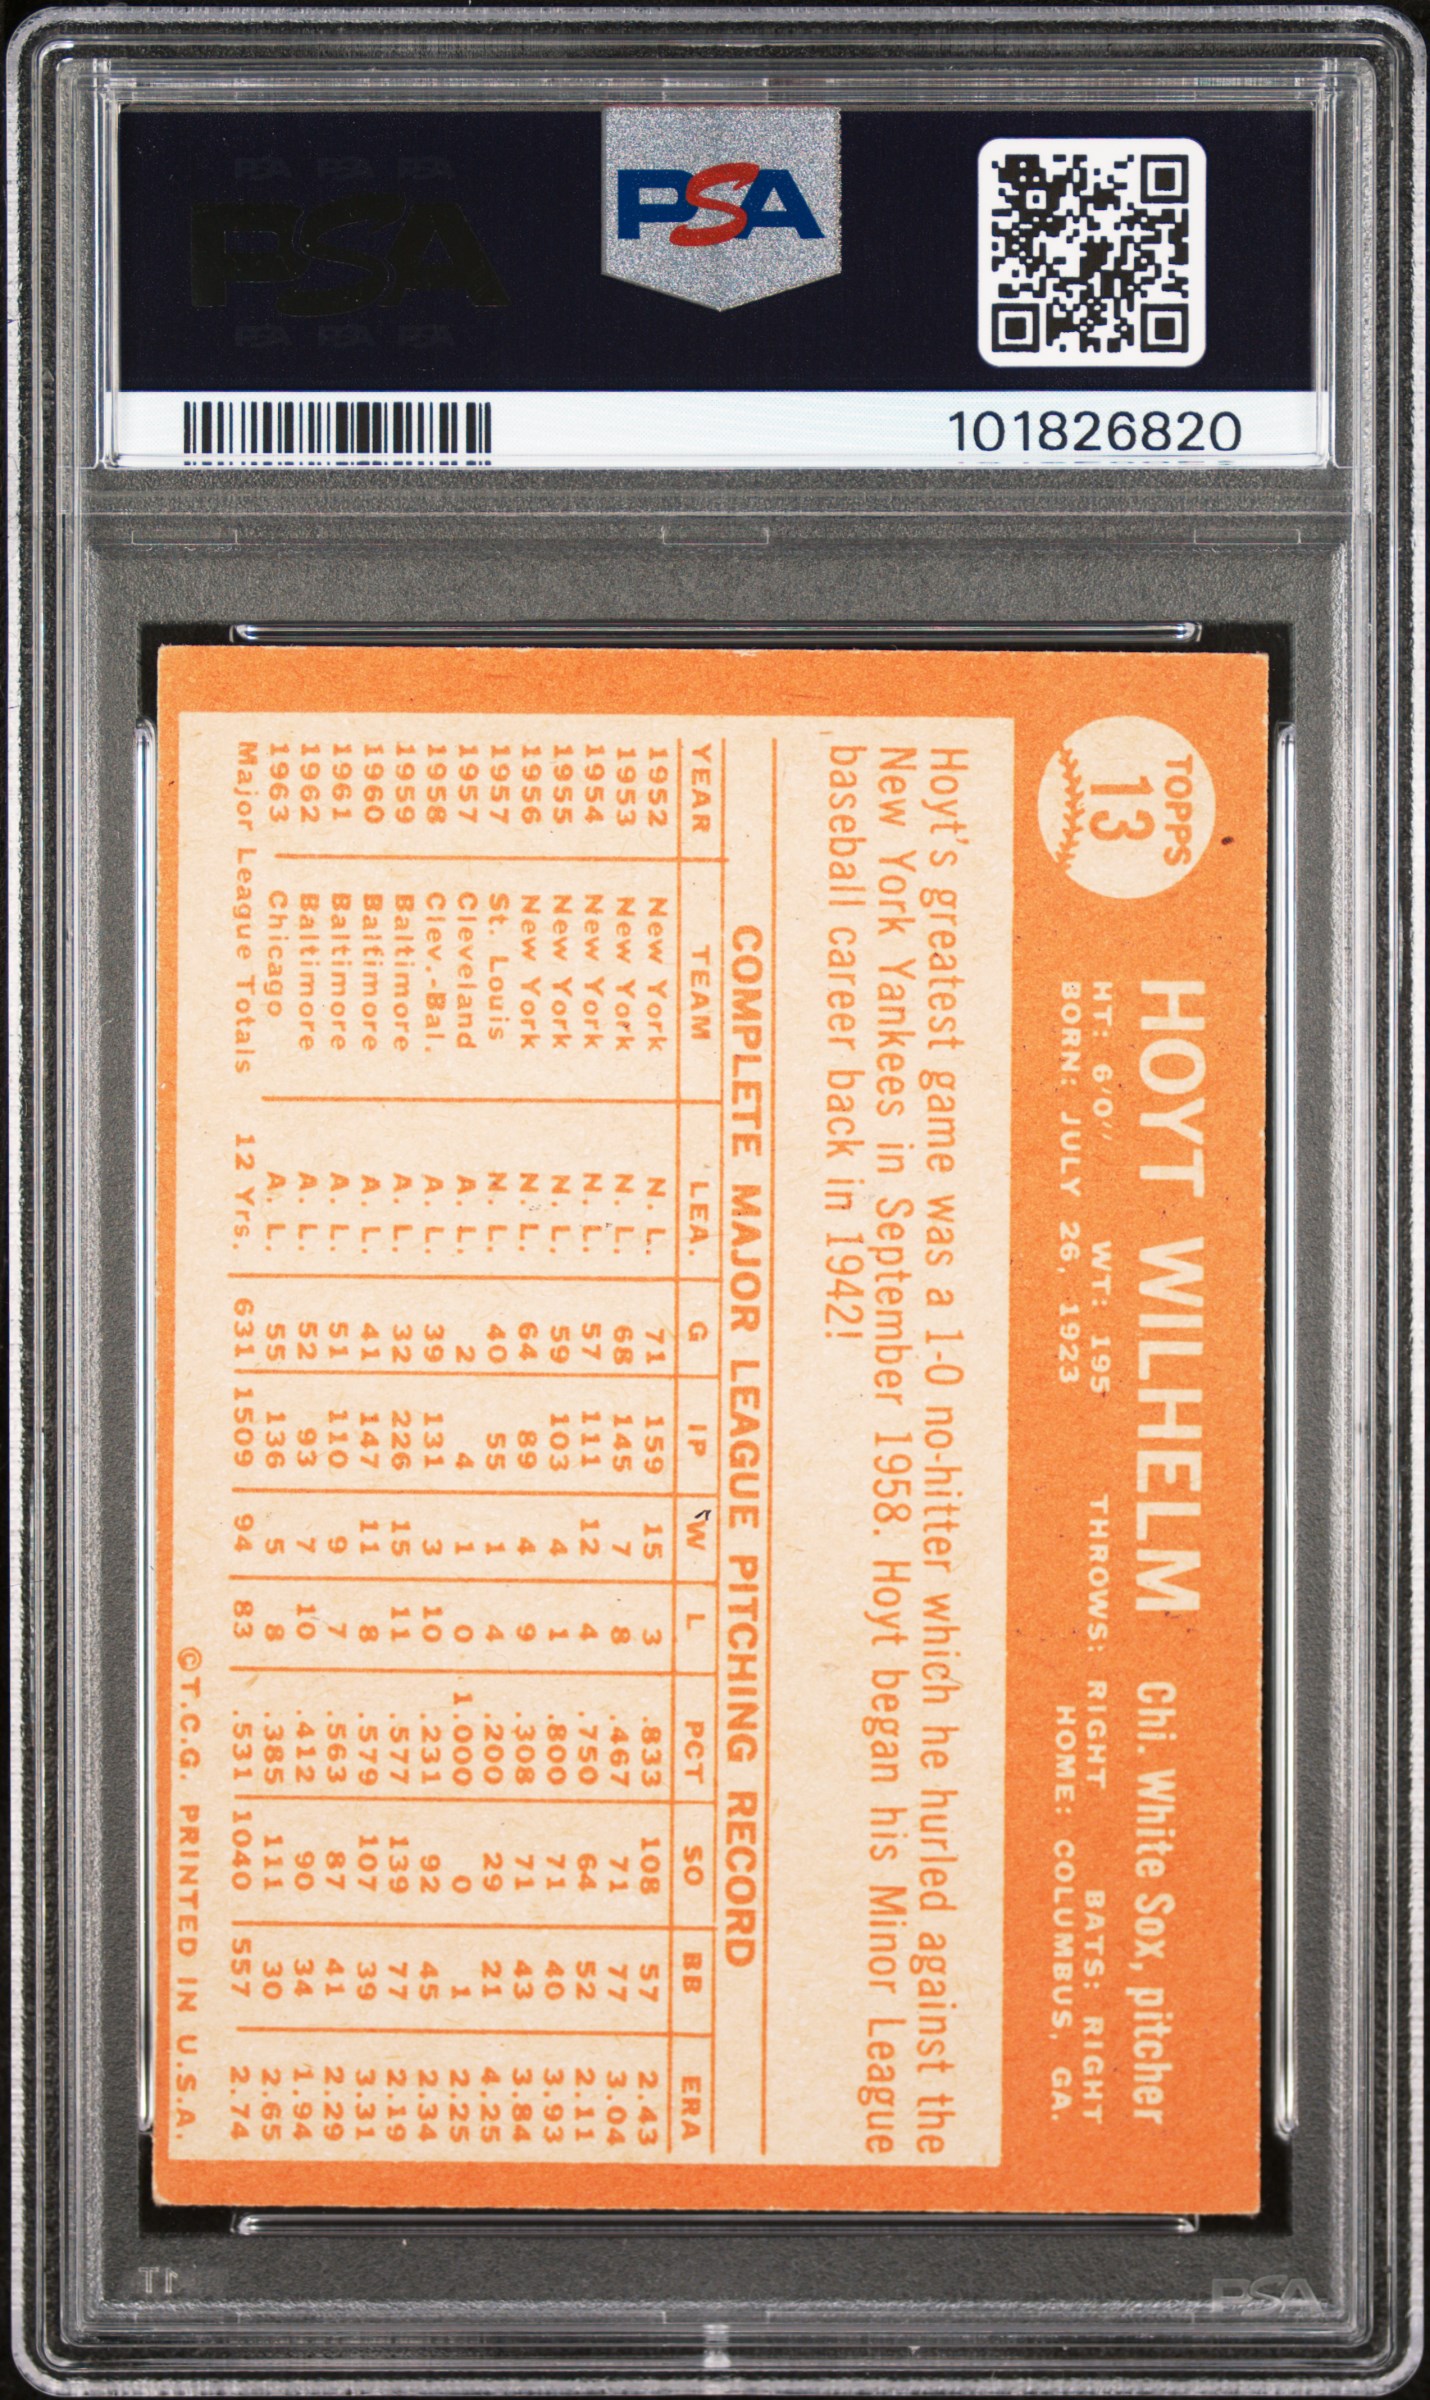 PSA
PSA PSA PSA
PSA
PSA PSA PSA
101826820
TOPPS
13
HOYT WILHELM Chi. White Sox, pitcher
HT: 6'0" WT: 195 THROWS: RIGHT BATS: RIGHT
BORN: JULY 26, 1923 HOME: COLUMBUS, GA.
Hoyt's greatest game was a 1-0 no-hitter which he hurled against the
New York Yankees in September 1958. Hoyt began his Minor League
baseball career back in 1942!
COMPLETE MAJOR LEAGUE PITCHING RECORD
YEAR TEAM LEA. G IP W L PCT SO BB ERA
1952 New York N. L. 71 159 15 3 .833 108 57 2.43
1953 New York N. L. 68 145 7 8 .467 71 77 3.04
1954 New York N. L. 57 111 12 4 .750 64 52 2.11
1955 New York N. L. 59 103 4 1 .800 71 40 3.93
1956 New York N. L. 64 89 4 9 .308 71 43 3.84
1957 St. Louis N. L. 40 55 1 4 .200 29 21 4.25
1957 Cleveland A. L. 2 4 1 0 1.000 0 1 2.25
1958 Clev.-Bal. A. L. 39 131 3 10 .231 92 45 2.34
1959 Baltimore A. L. 32 226 15 11 .577 139 77 2.19
1960 Baltimore A. L. 41 147 11 8 .579 107 39 3.31
1961 Baltimore A. L. 51 110 9 7 .563 87 41 2.29
1962 Baltimore A. L. 52 93 7 10 .412 90 34 1.94
1963 Chicago A. L. 55 136 5 8 .385 111 30 2.65
Major League Totals 12 Yrs. 631 1509 94 83 .531 1040 557 2.74
©T.C.G. PRINTED IN U.S.A.
PSA